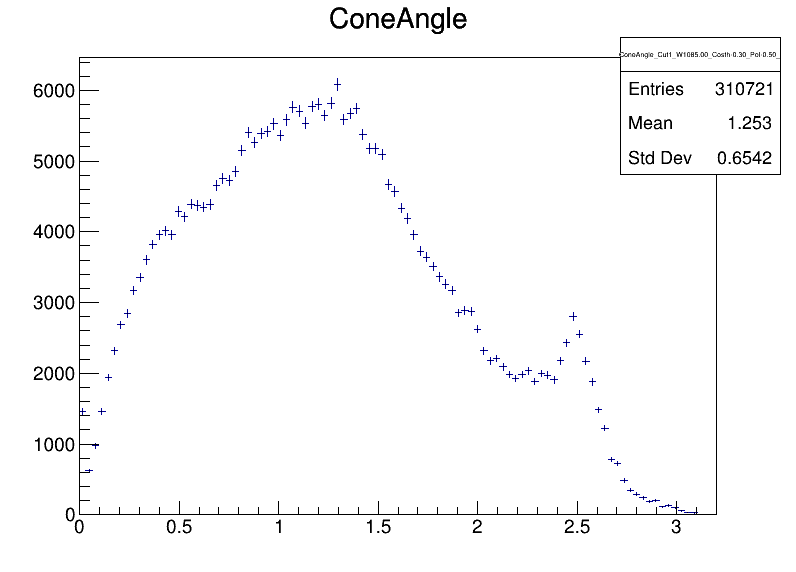 ConeAngle
ConeAngle_Cut1_W1085.00_Costh-0.30_Pol-0.50_
Entries 310721
Mean 1.253
Std Dev 0.6542
6000
5000
4000
3000
2000
1000
0
0 0.5 1 1.5 2 2.5 3